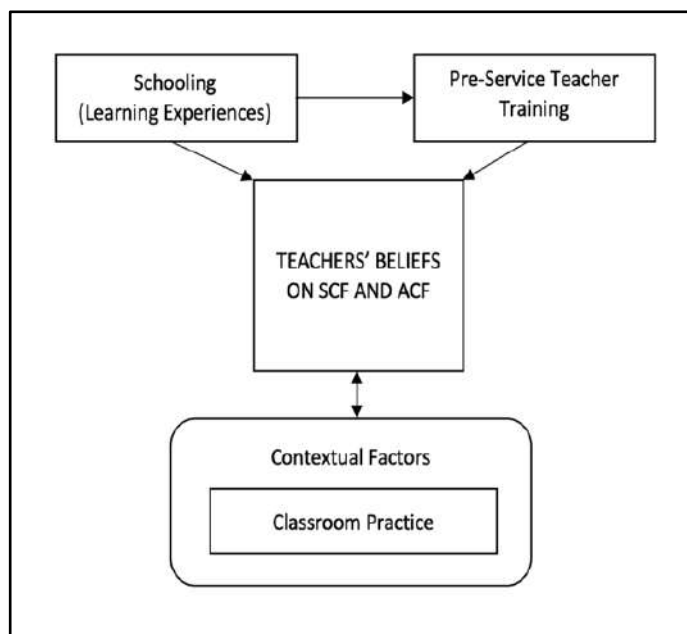 Schooling
(Learning Experiences)
Pre-Service Teacher
Training
TEACHERS’ BELIEFS
ON SCF AND ACF
Contextual Factors
Classroom Practice